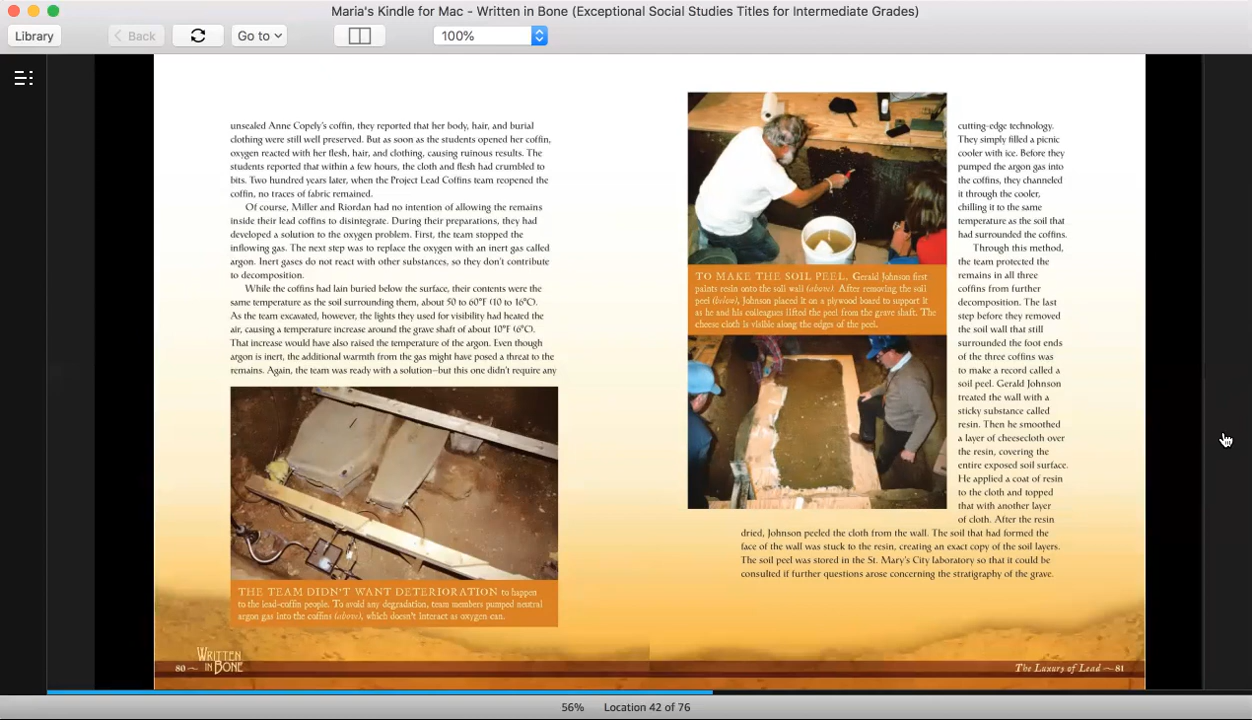 Maria's Kindle for Mac - Written in Bone (Exceptional Social Studies Titles for Intermediate Grades)
Library
Back
Go to
100%
unsealed Anne Copely's coffin, they reported that her body, hair, and burial
clothing were still well preserved. But as soon as the students opened her coffin,
oxygen reacted with her flesh, hair, and clothing, causing ruinous results. The
students reported that within a few hours, the cloth and flesh had crumbled to
bits. Two hundred years later, when the Project Lead Coffins team reopened the
coffin, no traces of fabric remained.
Of course, Miller and Riordan had no intention of allowing the remains
inside their lead coffins to disintegrate. During their preparations, they had
developed a solution to the oxygen problem. First, the team stopped the
inflowing gas. The next step was to replace the oxygen with an inert gas called
argon. Inert gases do not react with other substances, so they don't contribute
to decomposition.
While the coffins had lain buried below the surface, their contents were the
same temperature as the soil surrounding them, about 50 to 60°F (10 to 16°C).
As the team excavated, however, the lights they used for visibility had heated the
air, causing a temperature increase around the grave shaft of about 10°F (6°C).
That increase would have also raised the temperature of the argon. Even though
argon is inert, the additional warmth from the gas might have posed a threat to the
remains. Again, the team was ready with a solution—but this one didn't require any
THE TEAM DIDN'T WANT DETERIORATION to happen
to the lead-coffin people. To avoid any degradation, team members pumped neutral
argon gas into the coffins (above), which doesn't interact as oxygen can.
80 —
WRITTEN
IN BONE
TO MAKE THE SOIL PEEL, Gerald Johnson first
paints resin onto the soil wall (above). After removing the soil
peel (below), Johnson placed it on a plywood board to support it
as he and his colleagues lifted the peel from the grave shaft. The
cheese cloth is visible along the edges of the peel.
cutting-edge technology.
They simply filled a picnic
cooler with ice. Before they
pumped the argon gas into
the coffins, they channeled
it through the cooler,
chilling it to the same
temperature as the soil that
had surrounded the coffins.
Through this method,
the team protected the
remains in all three
coffins from further
decomposition. The last
step before they removed
the soil wall that still
surrounded the foot ends
of the three coffins was
to make a record called a
soil peel. Gerald Johnson
treated the wall with a
sticky substance called
resin. Then he smoothed
a layer of cheesecloth over
the resin, covering the
entire exposed soil surface.
He applied a coat of resin
to the cloth and topped
that with another layer
of cloth. After the resin
dried, Johnson peeled the cloth from the wall. The soil that had formed the
face of the wall was stuck to the resin, creating an exact copy of the soil layers.
The soil peel was stored in the St. Mary's City laboratory so that it could be
consulted if further questions arose concerning the stratigraphy of the grave.
The Luxury of Lead — 81
56% Location 42 of 76